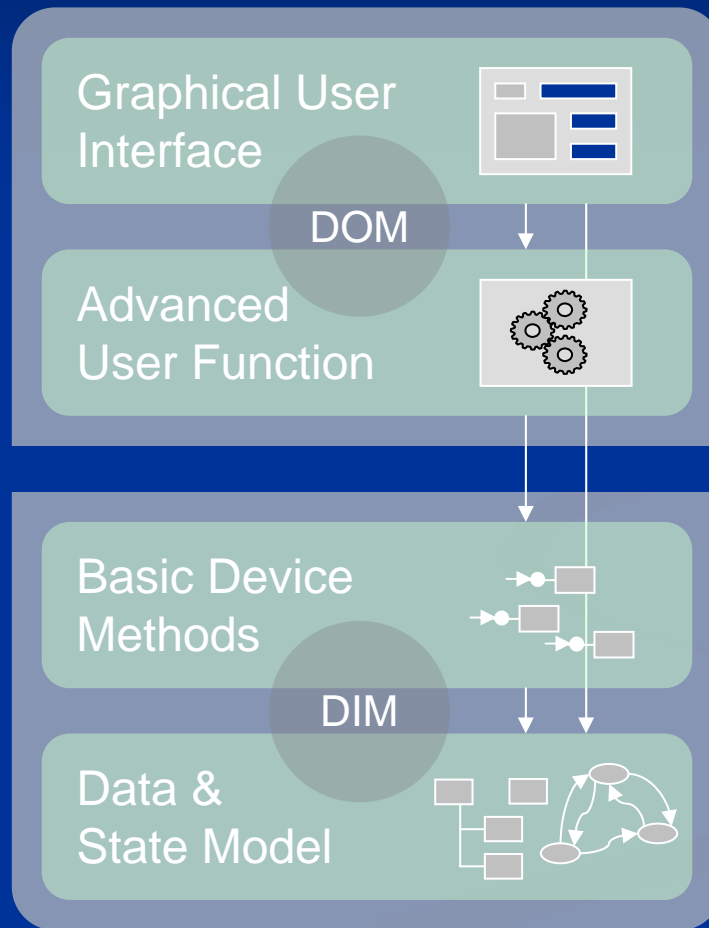 Graphical User
Interface
DOM
Advanced
User Function
Basic Device
Methods
DIM
Data &
State Model